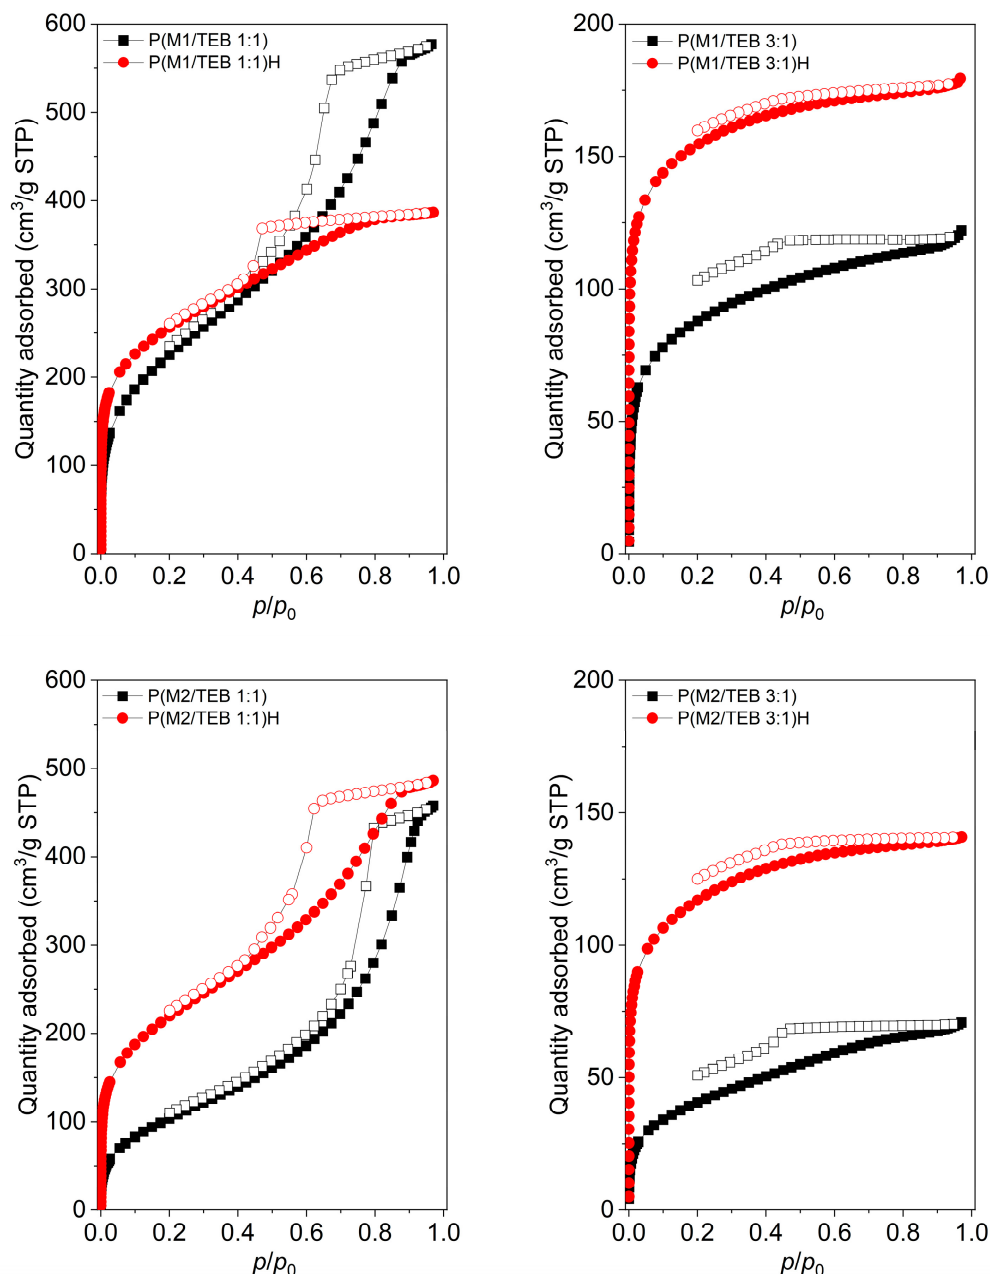 600
500
400
300
200
100
0
Quantity adsorbed (cm³/g STP)
P(M1/TEB 1:1)
P(M1/TEB 1:1)H
0.0 0.2 0.4 0.6 0.8 1.0
p/p₀
200
150
100
50
0
Quantity adsorbed (cm³/g STP)
P(M1/TEB 3:1)
P(M1/TEB 3:1)H
0.0 0.2 0.4 0.6 0.8 1.0
p/p₀
600
500
400
300
200
100
0
Quantity adsorbed (cm³/g STP)
P(M2/TEB 1:1)
P(M2/TEB 1:1)H
0.0 0.2 0.4 0.6 0.8 1.0
p/p₀
200
150
100
50
0
Quantity adsorbed (cm³/g STP)
P(M2/TEB 3:1)
P(M2/TEB 3:1)H
0.0 0.2 0.4 0.6 0.8 1.0
p/p₀